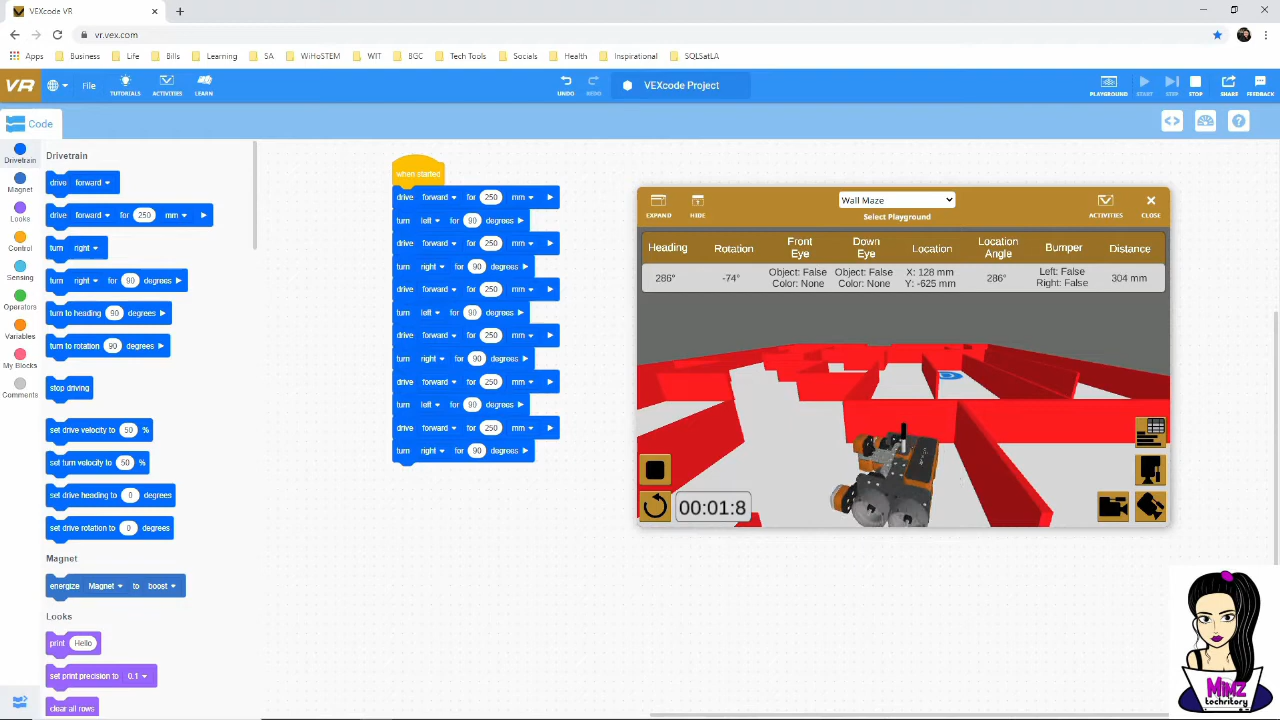 VEXcode VR
vr.vex.com
Apps Business Life Bills Learning SA WiHoSTEM WIT BGC Tech Tools Socials Health Inspirational SQLSatLA
VR File TUTORIALS ACTIVITIES LEARN UNDO REDO VEXcode Project PLAYGROUND START STEP STOP SHARE FEEDBACK
Code
Drivetrain
Magnet
Looks
Control
Sensing
Operators
Variables
My Blocks
Comments
Drivetrain
drive forward
drive forward for 250 mm
turn right
turn right for 90 degrees
turn to heading 90 degrees
turn to rotation 90 degrees
stop driving
set drive velocity to 50 %
set turn velocity to 50 %
set drive heading to 0 degrees
set drive rotation to 0 degrees
Magnet
energize Magnet to boost
Looks
print Hello
set print precision to 0.1
clear all rows
when started
drive forward for 250 mm
turn left for 90 degrees
drive forward for 250 mm
turn right for 90 degrees
drive forward for 250 mm
turn left for 90 degrees
drive forward for 250 mm
turn right for 90 degrees
drive forward for 250 mm
turn left for 90 degrees
drive forward for 250 mm
turn right for 90 degrees
EXPAND HIDE Wall Maze ACTIVITIES CLOSE
Select Playground
Heading Rotation Front Eye Down Eye Location Location Angle Bumper Distance
286° -74° Object: False Object: False X: 128 mm 286° Left: False 304 mm
Color: None Color: None Y: -625 mm Right: False
00:01:8
MiMZ
techritory